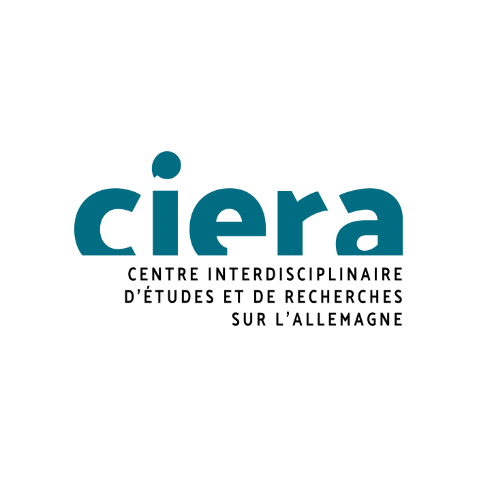 ciera
CENTRE INTERDISCIPLINAIRE
D'ÉTUDES ET DE RECHERCHES
SUR L'ALLEMAGNE